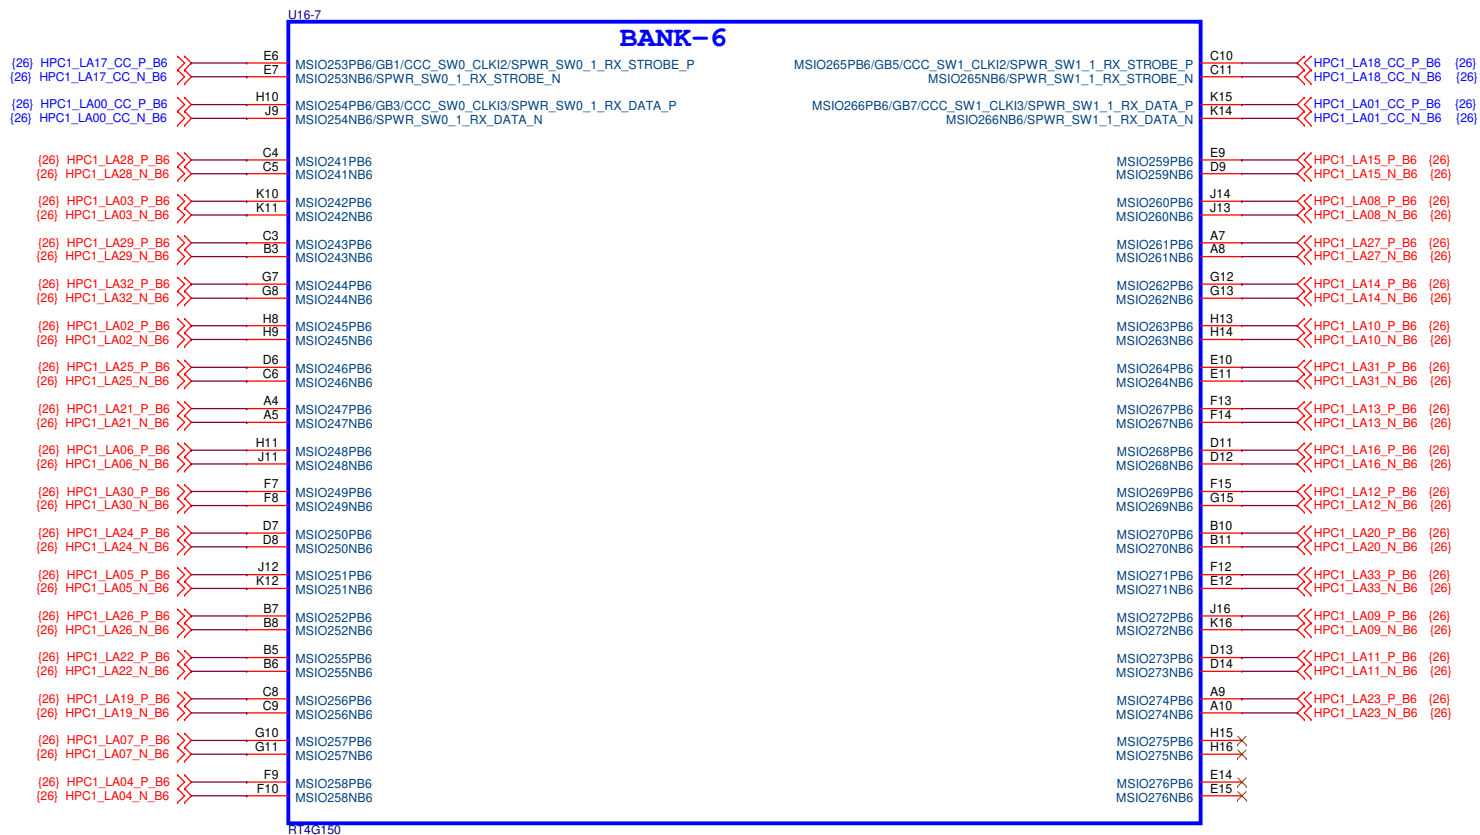 U16-7
BANK-6
{26} HPC1_LA17_CC_P_B6 E6 MSIO253PB6/GB1/CCC_SW0_CLKI2/SPWR_SW0_1_RX_STROBE_P MSIO265PB6/GB5/CCC_SW1_CLKI2/SPWR_SW1_1_RX_STROBE_P C10 HPC1_LA18_CC_P_B6 {26}
{26} HPC1_LA17_CC_N_B6 E7 MSIO253NB6/SPWR_SW0_1_RX_STROBE_N MSIO265NB6/SPWR_SW1_1_RX_STROBE_N C11 HPC1_LA18_CC_N_B6 {26}
{26} HPC1_LA00_CC_P_B6 H10 MSIO254PB6/GB3/CCC_SW0_CLKI3/SPWR_SW0_1_RX_DATA_P MSIO266PB6/GB7/CCC_SW1_CLKI3/SPWR_SW1_1_RX_DATA_P K15 HPC1_LA01_CC_P_B6 {26}
{26} HPC1_LA00_CC_N_B6 J9 MSIO254NB6/SPWR_SW0_1_RX_DATA_N MSIO266NB6/SPWR_SW1_1_RX_DATA_N K14 HPC1_LA01_CC_N_B6 {26}
{26} HPC1_LA28_P_B6 C4 MSIO241PB6 MSIO259PB6 E9 HPC1_LA15_P_B6 {26}
{26} HPC1_LA28_N_B6 C5 MSIO241NB6 MSIO259NB6 D9 HPC1_LA15_N_B6 {26}
{26} HPC1_LA03_P_B6 K10 MSIO242PB6 MSIO260PB6 J14 HPC1_LA08_P_B6 {26}
{26} HPC1_LA03_N_B6 K11 MSIO242NB6 MSIO260NB6 J13 HPC1_LA08_N_B6 {26}
{26} HPC1_LA29_P_B6 C3 MSIO243PB6 MSIO261PB6 A7 HPC1_LA27_P_B6 {26}
{26} HPC1_LA29_N_B6 B3 MSIO243NB6 MSIO261NB6 A8 HPC1_LA27_N_B6 {26}
{26} HPC1_LA32_P_B6 G7 MSIO244PB6 MSIO262PB6 G12 HPC1_LA14_P_B6 {26}
{26} HPC1_LA32_N_B6 G8 MSIO244NB6 MSIO262NB6 G13 HPC1_LA14_N_B6 {26}
{26} HPC1_LA02_P_B6 H8 MSIO245PB6 MSIO263PB6 H13 HPC1_LA10_P_B6 {26}
{26} HPC1_LA02_N_B6 H9 MSIO245NB6 MSIO263NB6 H14 HPC1_LA10_N_B6 {26}
{26} HPC1_LA25_P_B6 D6 MSIO246PB6 MSIO264PB6 E10 HPC1_LA31_P_B6 {26}
{26} HPC1_LA25_N_B6 C6 MSIO246NB6 MSIO264NB6 E11 HPC1_LA31_N_B6 {26}
{26} HPC1_LA21_P_B6 A4 MSIO247PB6 MSIO267PB6 F13 HPC1_LA13_P_B6 {26}
{26} HPC1_LA21_N_B6 A5 MSIO247NB6 MSIO267NB6 F14 HPC1_LA13_N_B6 {26}
{26} HPC1_LA06_P_B6 H11 MSIO248PB6 MSIO268PB6 D11 HPC1_LA16_P_B6 {26}
{26} HPC1_LA06_N_B6 J11 MSIO248NB6 MSIO268NB6 D12 HPC1_LA16_N_B6 {26}
{26} HPC1_LA30_P_B6 F7 MSIO249PB6 MSIO269PB6 F15 HPC1_LA12_P_B6 {26}
{26} HPC1_LA30_N_B6 F8 MSIO249NB6 MSIO269NB6 G15 HPC1_LA12_N_B6 {26}
{26} HPC1_LA24_P_B6 D7 MSIO250PB6 MSIO270PB6 B10 HPC1_LA20_P_B6 {26}
{26} HPC1_LA24_N_B6 D8 MSIO250NB6 MSIO270NB6 B11 HPC1_LA20_N_B6 {26}
{26} HPC1_LA05_P_B6 J12 MSIO251PB6 MSIO271PB6 F12 HPC1_LA33_P_B6 {26}
{26} HPC1_LA05_N_B6 K12 MSIO251NB6 MSIO271NB6 E12 HPC1_LA33_N_B6 {26}
{26} HPC1_LA26_P_B6 B7 MSIO252PB6 MSIO272PB6 J16 HPC1_LA09_P_B6 {26}
{26} HPC1_LA26_N_B6 B8 MSIO252NB6 MSIO272NB6 K16 HPC1_LA09_N_B6 {26}
{26} HPC1_LA22_P_B6 B5 MSIO255PB6 MSIO273PB6 D13 HPC1_LA11_P_B6 {26}
{26} HPC1_LA22_N_B6 B6 MSIO255NB6 MSIO273NB6 D14 HPC1_LA11_N_B6 {26}
{26} HPC1_LA19_P_B6 C8 MSIO256PB6 MSIO274PB6 A9 HPC1_LA23_P_B6 {26}
{26} HPC1_LA19_N_B6 C9 MSIO256NB6 MSIO274NB6 A10 HPC1_LA23_N_B6 {26}
{26} HPC1_LA07_P_B6 G10 MSIO257PB6 MSIO275PB6 H15
{26} HPC1_LA07_N_B6 G11 MSIO257NB6 MSIO275NB6 H16
{26} HPC1_LA04_P_B6 F9 MSIO258PB6 MSIO276PB6 E14
{26} HPC1_LA04_N_B6 F10 MSIO258NB6 MSIO276NB6 E15
RT4G150